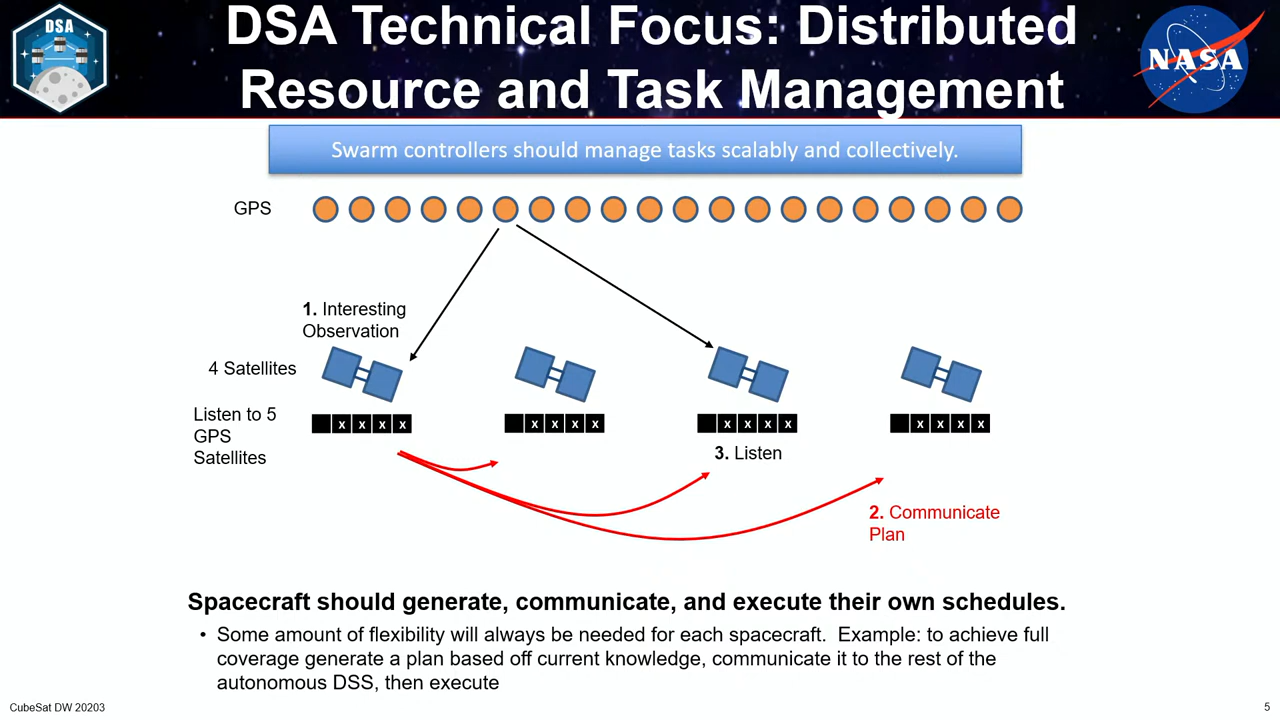 DSA
DSA Technical Focus: Distributed
Resource and Task Management
NASA
Swarm controllers should manage tasks scalably and collectively.
GPS
1. Interesting
Observation
4 Satellites
Listen to 5
GPS
Satellites
x x x x
x x x x
x x x x
x x x x
3. Listen
2. Communicate
Plan
Spacecraft should generate, communicate, and execute their own schedules.
• Some amount of flexibility will always be needed for each spacecraft. Example: to achieve full
coverage generate a plan based off current knowledge, communicate it to the rest of the
autonomous DSS, then execute
CubeSat DW 20203
5